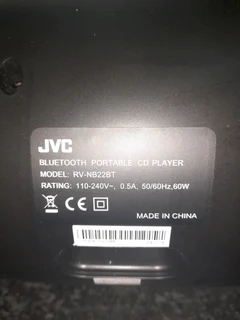 JVC
BLUETOOTH PORTABLE CD PLAYER
MODEL: RV-NB22BT
RATING: 110-240V~, 0.5A, 50/60Hz,60W
CE
MADE IN CHINA